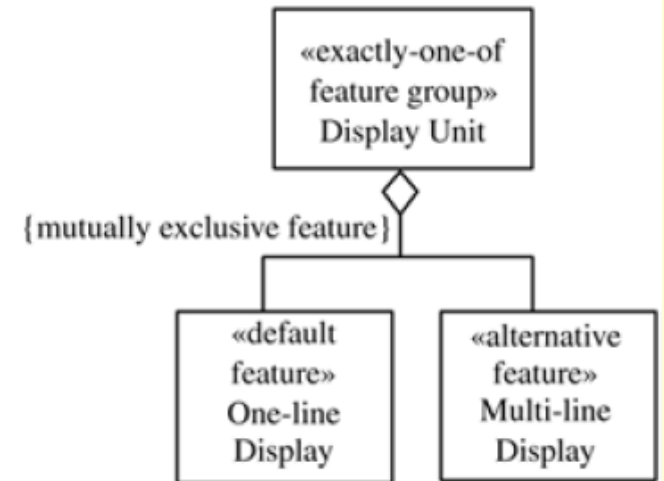 «exactly-one-of
feature group»
Display Unit
{mutually exclusive feature}
«default
feature»
One-line
Display
«alternative
feature»
Multi-line
Display